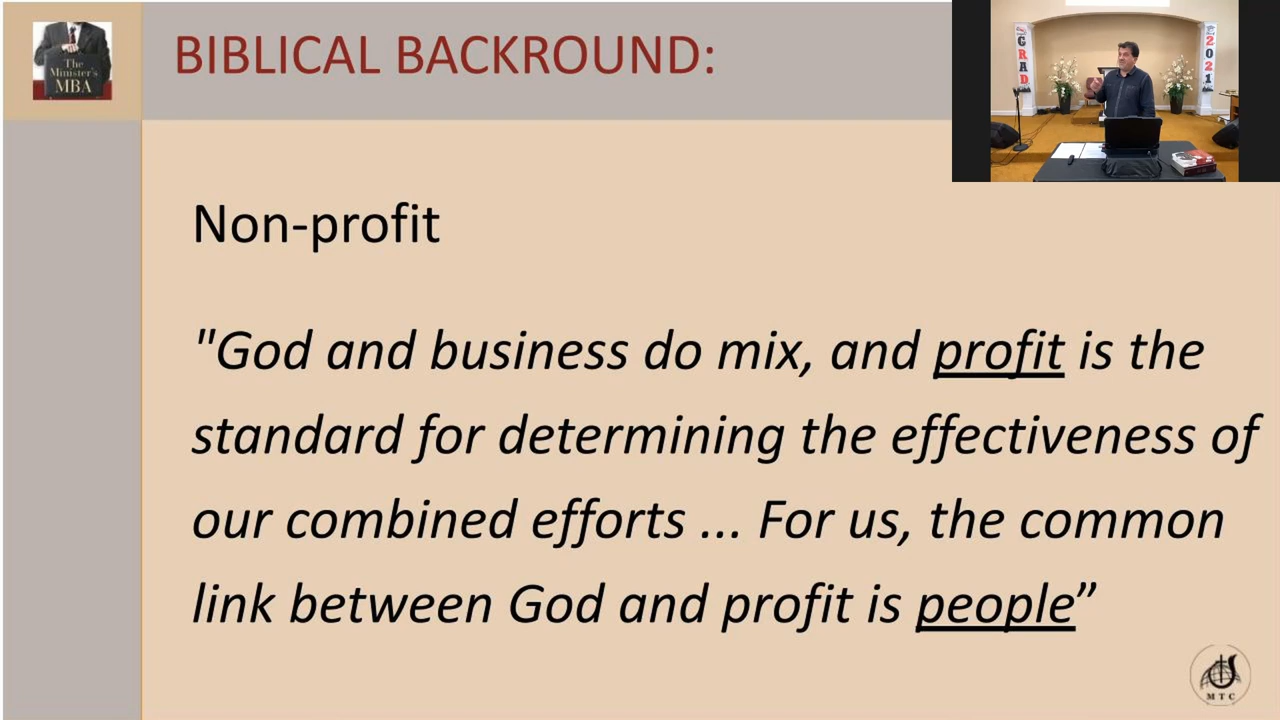 The
Minister's
MBA
BIBLICAL BACKROUND:
GRAD
2021
Non-profit
"God and business do mix, and profit is the
standard for determining the effectiveness of
our combined efforts ... For us, the common
link between God and profit is people”
MTC